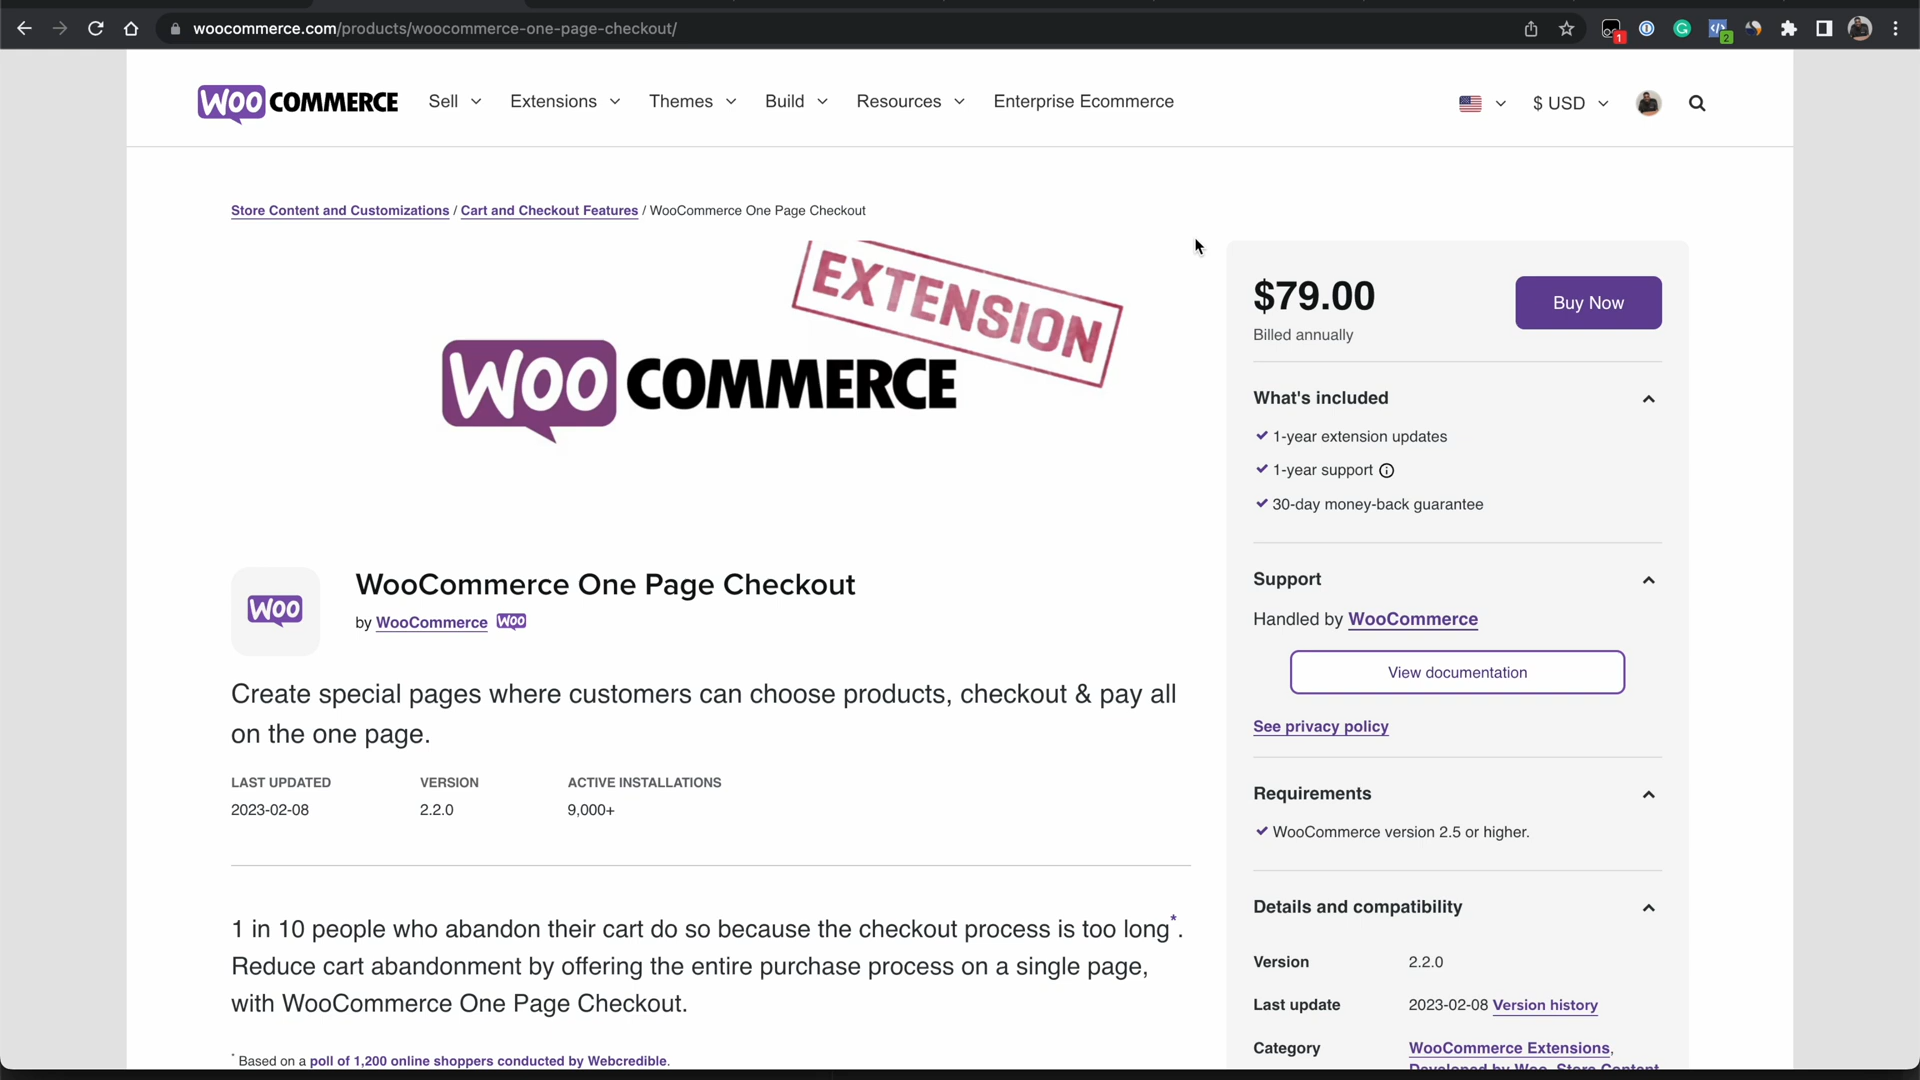 woocommerce.com/products/woocommerce-one-page-checkout/
1
2
WOO COMMERCE
Sell
Extensions
Themes
Build
Resources
Enterprise Ecommerce
$ USD
Store Content and Customizations / Cart and Checkout Features / WooCommerce One Page Checkout
EXTENSION
WOO COMMERCE
$79.00
Buy Now
Billed annually
What's included
1-year extension updates
1-year support
30-day money-back guarantee
Support
Handled by WooCommerce
View documentation
See privacy policy
Requirements
WooCommerce version 2.5 or higher.
Details and compatibility
Version 2.2.0
Last update 2023-02-08 Version history
Category WooCommerce Extensions,
Developed by Woo, Store Content
WOO
WooCommerce One Page Checkout
by WooCommerce WOO
Create special pages where customers can choose products, checkout & pay all
on the one page.
LAST UPDATED VERSION ACTIVE INSTALLATIONS
2023-02-08 2.2.0 9,000+
1 in 10 people who abandon their cart do so because the checkout process is too long*.
Reduce cart abandonment by offering the entire purchase process on a single page,
with WooCommerce One Page Checkout.
* Based on a poll of 1,200 online shoppers conducted by Webcredible.